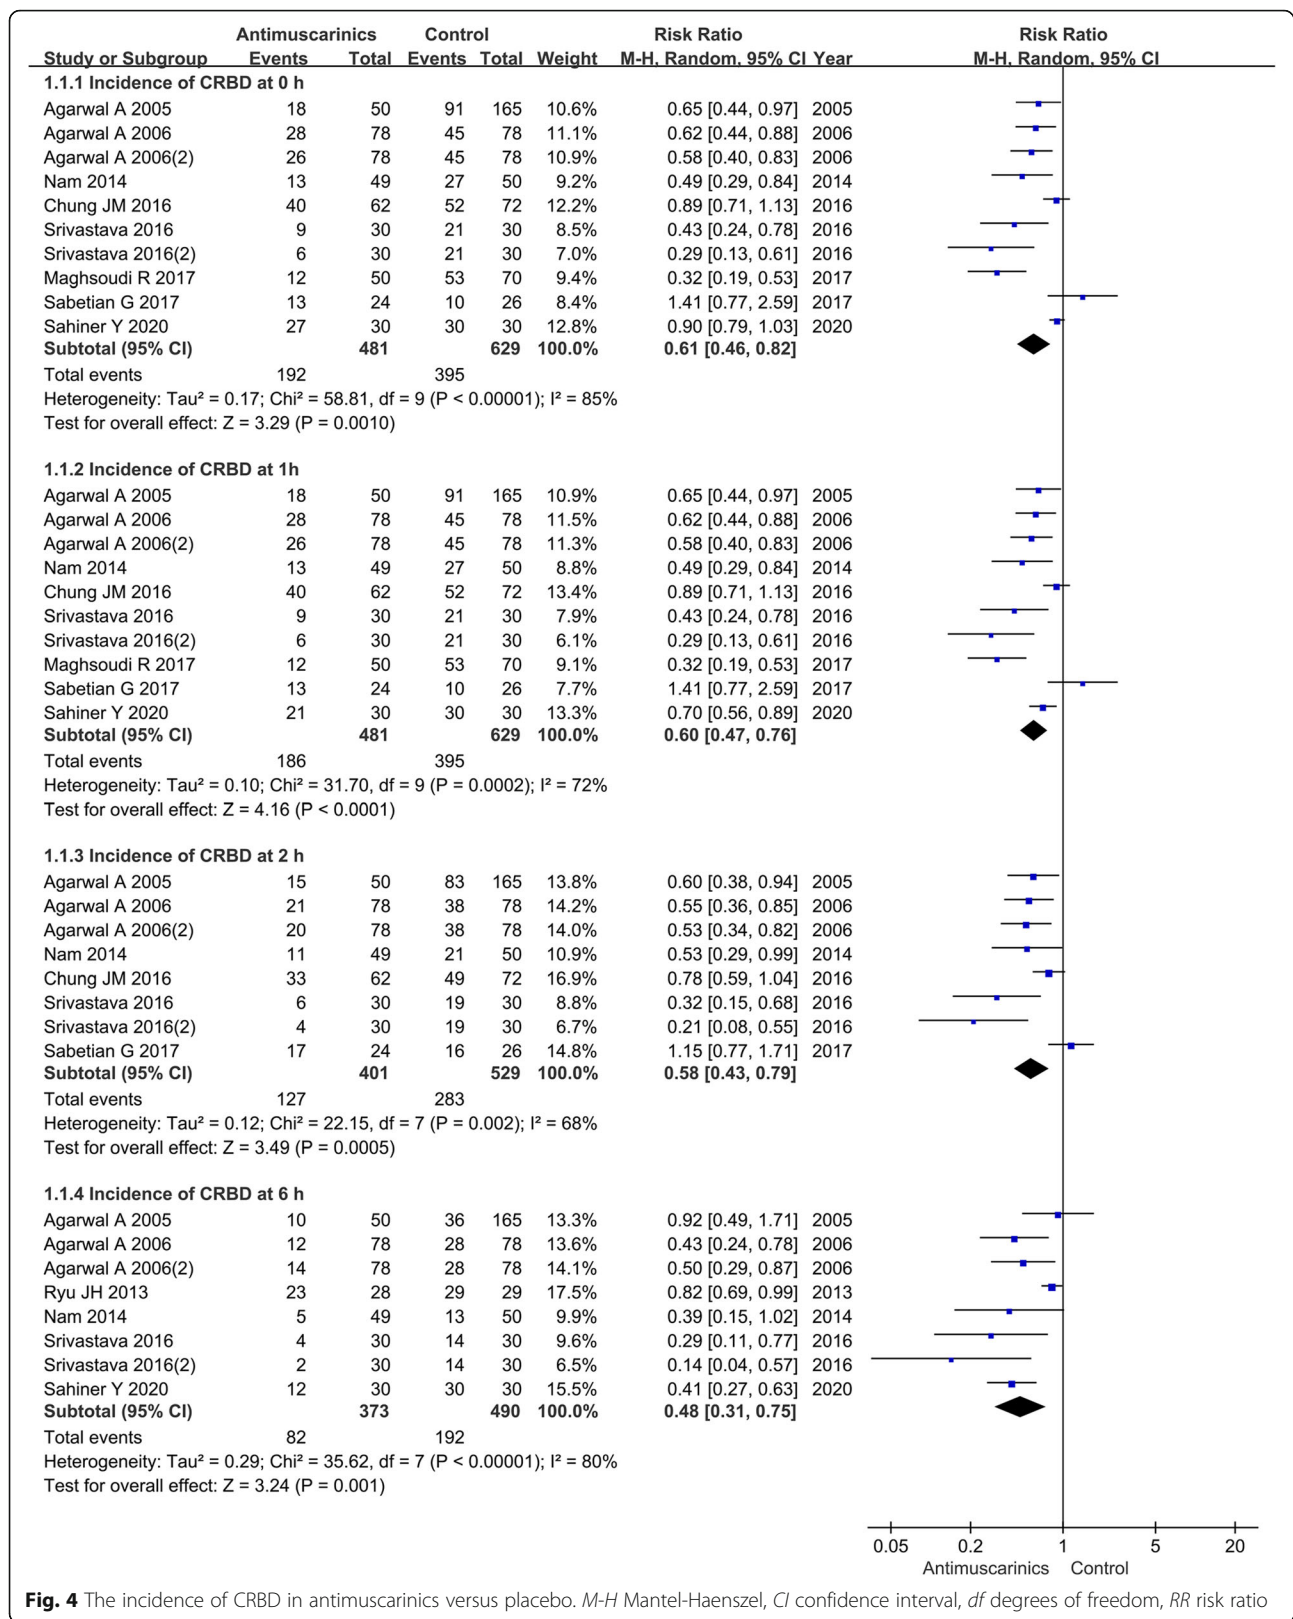 Antimuscarinics Control Risk Ratio Risk Ratio
Study or Subgroup Events Total Events Total Weight M-H, Random, 95% CI Year M-H, Random, 95% CI
1.1.1 Incidence of CRBD at 0 h
Agarwal A 2005 18 50 91 165 10.6% 0.65 [0.44, 0.97] 2005
Agarwal A 2006 28 78 45 78 11.1% 0.62 [0.44, 0.88] 2006
Agarwal A 2006(2) 26 78 45 78 10.9% 0.58 [0.40, 0.83] 2006
Nam 2014 13 49 27 50 9.2% 0.49 [0.29, 0.84] 2014
Chung JM 2016 40 62 52 72 12.2% 0.89 [0.71, 1.13] 2016
Srivastava 2016 9 30 21 30 8.5% 0.43 [0.24, 0.78] 2016
Srivastava 2016(2) 6 30 21 30 7.0% 0.29 [0.13, 0.61] 2016
Maghsoudi R 2017 12 50 53 70 9.4% 0.32 [0.19, 0.53] 2017
Sabetian G 2017 13 24 10 26 8.4% 1.41 [0.77, 2.59] 2017
Sahiner Y 2020 27 30 30 30 12.8% 0.90 [0.79, 1.03] 2020
Subtotal (95% CI) 481 629 100.0% 0.61 [0.46, 0.82]
Total events 192 395
Heterogeneity: Tau² = 0.17; Chi² = 58.81, df = 9 (P < 0.00001); I² = 85%
Test for overall effect: Z = 3.29 (P = 0.0010)
1.1.2 Incidence of CRBD at 1h
Agarwal A 2005 18 50 91 165 10.9% 0.65 [0.44, 0.97] 2005
Agarwal A 2006 28 78 45 78 11.5% 0.62 [0.44, 0.88] 2006
Agarwal A 2006(2) 26 78 45 78 11.3% 0.58 [0.40, 0.83] 2006
Nam 2014 13 49 27 50 8.8% 0.49 [0.29, 0.84] 2014
Chung JM 2016 40 62 52 72 13.4% 0.89 [0.71, 1.13] 2016
Srivastava 2016 9 30 21 30 7.9% 0.43 [0.24, 0.78] 2016
Srivastava 2016(2) 6 30 21 30 6.1% 0.29 [0.13, 0.61] 2016
Maghsoudi R 2017 12 50 53 70 9.1% 0.32 [0.19, 0.53] 2017
Sabetian G 2017 13 24 10 26 7.7% 1.41 [0.77, 2.59] 2017
Sahiner Y 2020 21 30 30 30 13.3% 0.70 [0.56, 0.89] 2020
Subtotal (95% CI) 481 629 100.0% 0.60 [0.47, 0.76]
Total events 186 395
Heterogeneity: Tau² = 0.10; Chi² = 31.70, df = 9 (P = 0.0002); I² = 72%
Test for overall effect: Z = 4.16 (P < 0.0001)
1.1.3 Incidence of CRBD at 2 h
Agarwal A 2005 15 50 83 165 13.8% 0.60 [0.38, 0.94] 2005
Agarwal A 2006 21 78 38 78 14.2% 0.55 [0.36, 0.85] 2006
Agarwal A 2006(2) 20 78 38 78 14.0% 0.53 [0.34, 0.82] 2006
Nam 2014 11 49 21 50 10.9% 0.53 [0.29, 0.99] 2014
Chung JM 2016 33 62 49 72 16.9% 0.78 [0.59, 1.04] 2016
Srivastava 2016 6 30 19 30 8.8% 0.32 [0.15, 0.68] 2016
Srivastava 2016(2) 4 30 19 30 6.7% 0.21 [0.08, 0.55] 2016
Sabetian G 2017 17 24 16 26 14.8% 1.15 [0.77, 1.71] 2017
Subtotal (95% CI) 401 529 100.0% 0.58 [0.43, 0.79]
Total events 127 283
Heterogeneity: Tau² = 0.12; Chi² = 22.15, df = 7 (P = 0.002); I² = 68%
Test for overall effect: Z = 3.49 (P = 0.0005)
1.1.4 Incidence of CRBD at 6 h
Agarwal A 2005 10 50 36 165 13.3% 0.92 [0.49, 1.71] 2005
Agarwal A 2006 12 78 28 78 13.6% 0.43 [0.24, 0.78] 2006
Agarwal A 2006(2) 14 78 28 78 14.1% 0.50 [0.29, 0.87] 2006
Ryu JH 2013 23 28 29 29 17.5% 0.82 [0.69, 0.99] 2013
Nam 2014 5 49 13 50 9.9% 0.39 [0.15, 1.02] 2014
Srivastava 2016 4 30 14 30 9.6% 0.29 [0.11, 0.77] 2016
Srivastava 2016(2) 2 30 14 30 6.5% 0.14 [0.04, 0.57] 2016
Sahiner Y 2020 12 30 30 30 15.5% 0.41 [0.27, 0.63] 2020
Subtotal (95% CI) 373 490 100.0% 0.48 [0.31, 0.75]
Total events 82 192
Heterogeneity: Tau² = 0.29; Chi² = 35.62, df = 7 (P < 0.00001); I² = 80%
Test for overall effect: Z = 3.24 (P = 0.001)
0.05 0.2 1 5 20
Antimuscarinics Control
Fig. 4 The incidence of CRBD in antimuscarinics versus placebo. M-H Mantel-Haenszel, CI confidence interval, df degrees of freedom, RR risk ratio